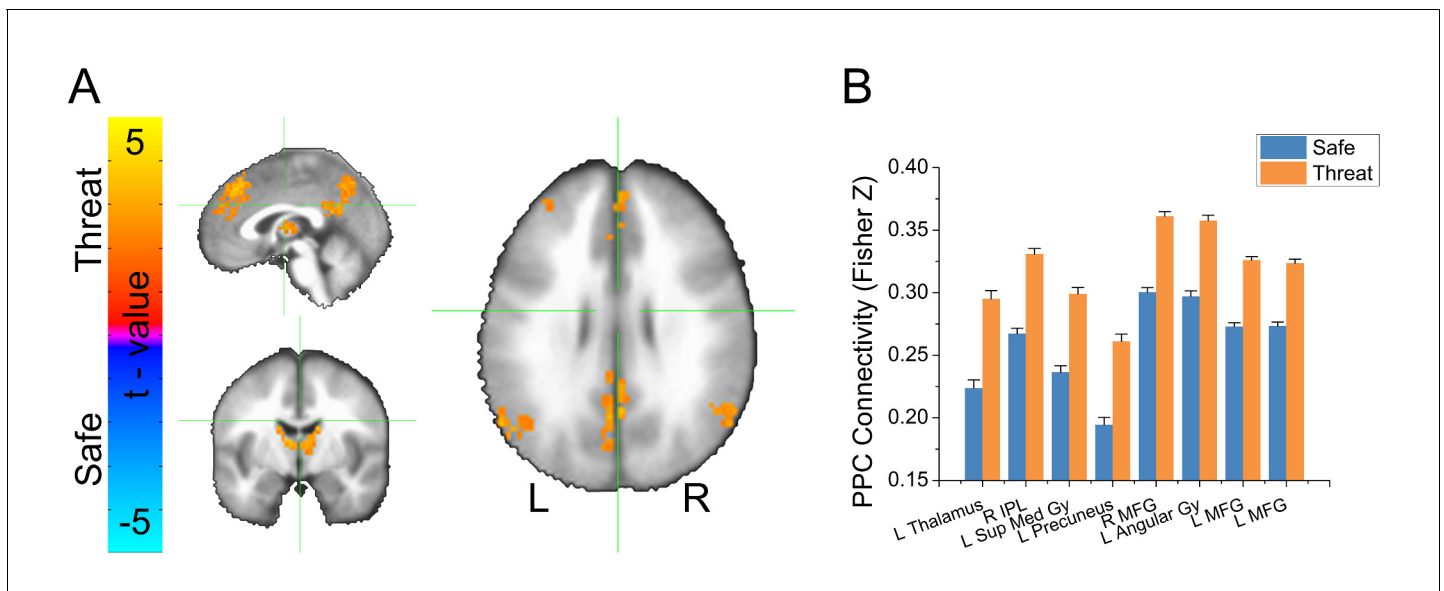 A
5
Threat
t - value
Safe
-5
L
R
B
Safe
Threat
PPC Connectivity (Fisher Z)
0.40
0.35
0.30
0.25
0.20
0.15
L Thalamus
R IPL
L Sup Med Gy
L Precuneus
R MFG
L Angular Gy
L MFG
L MFG